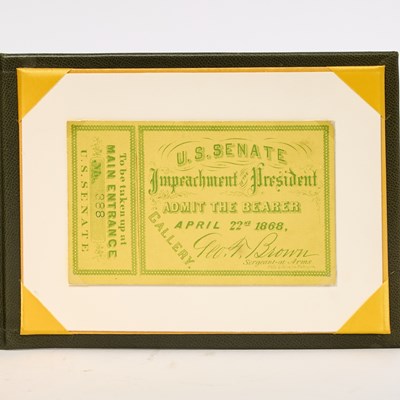 To be taken up at
MAIN ENTRANCE
No. 388
U.S. SENATE
U.S. SENATE
Impeachment of the President
ADMIT THE BEARER
APRIL 22ND 1868,
GALLERY.
Geo. T. Brown
Sergeant-at-Arms